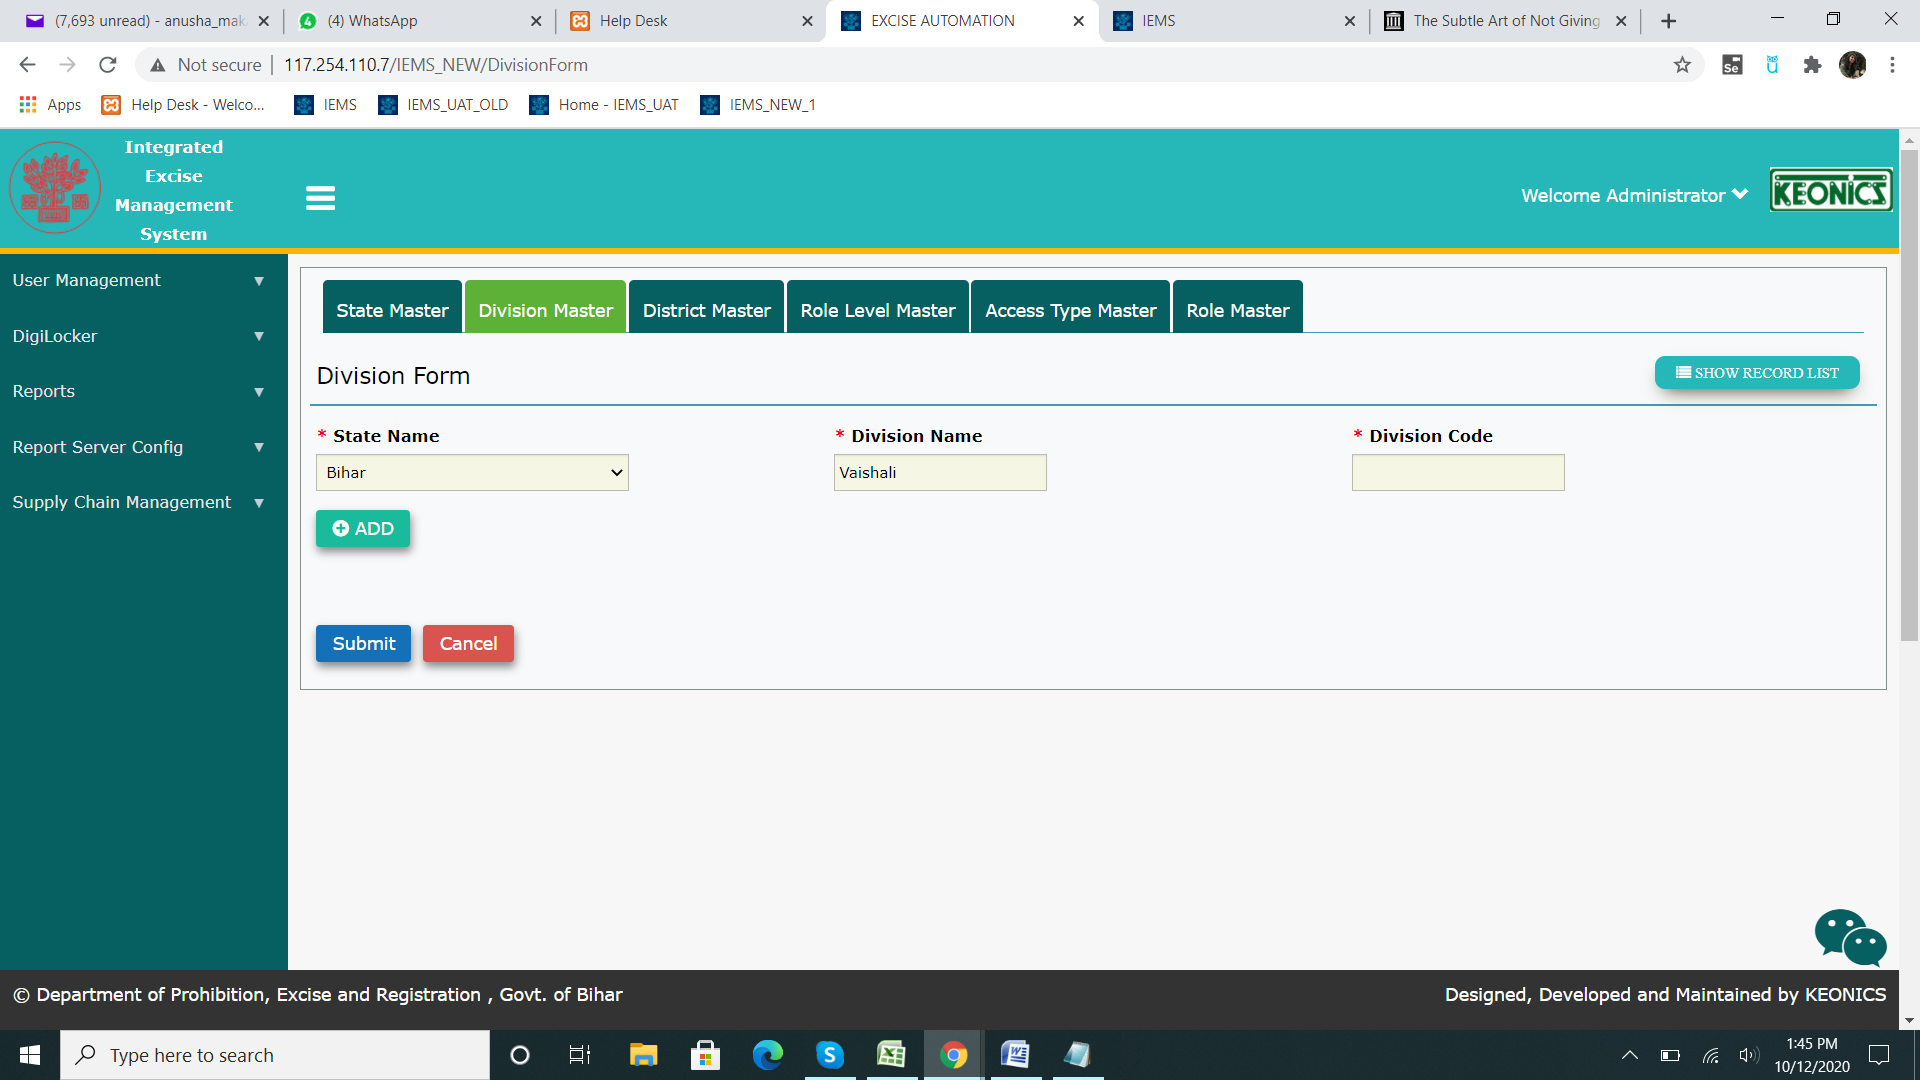 (7,693 unread) - anusha_mak
(4) WhatsApp
Help Desk
EXCISE AUTOMATION
IEMS
The Subtle Art of Not Giving
Not secure
117.254.110.7/IEMS_NEW/DivisionForm
Apps
Help Desk - Welco...
IEMS
IEMS_UAT_OLD
Home - IEMS_UAT
IEMS_NEW_1
Integrated
Excise
Management
System
Welcome Administrator
KEONICS
User Management
DigiLocker
Reports
Report Server Config
Supply Chain Management
State Master
Division Master
District Master
Role Level Master
Access Type Master
Role Master
Division Form
SHOW RECORD LIST
* State Name
* Division Name
* Division Code
Bihar
Vaishali
ADD
Submit
Cancel
© Department of Prohibition, Excise and Registration , Govt. of Bihar
Designed, Developed and Maintained by KEONICS
Type here to search
1:45 PM
10/12/2020